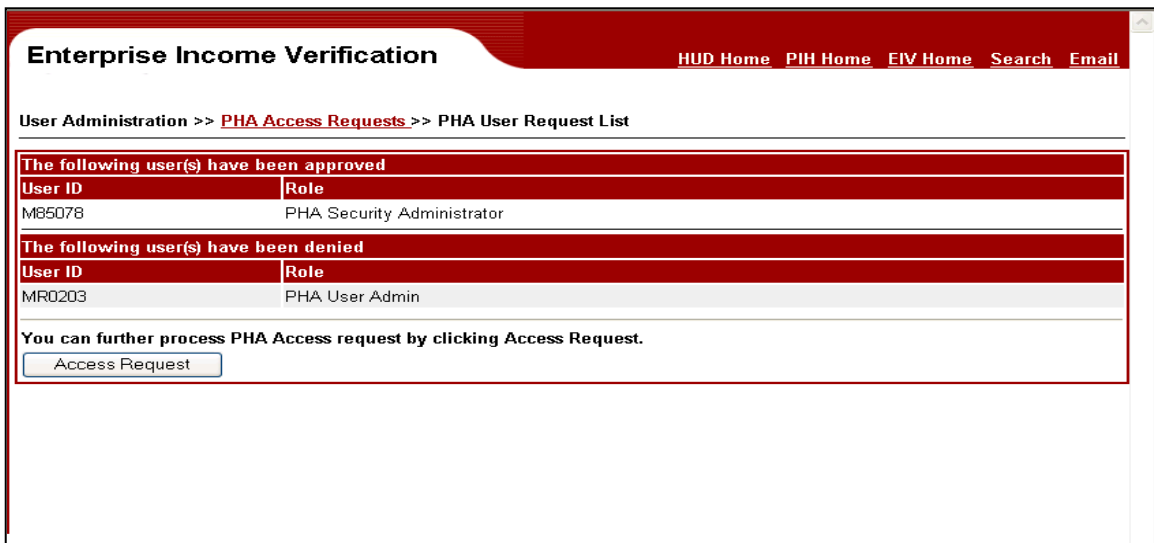 Enterprise Income Verification
HUD Home PIH Home EIV Home Search Email
User Administration >> PHA Access Requests >> PHA User Request List
The following user(s) have been approved
User ID Role
M85078 PHA Security Administrator
The following user(s) have been denied
User ID Role
MR0203 PHA User Admin
You can further process PHA Access request by clicking Access Request.
Access Request